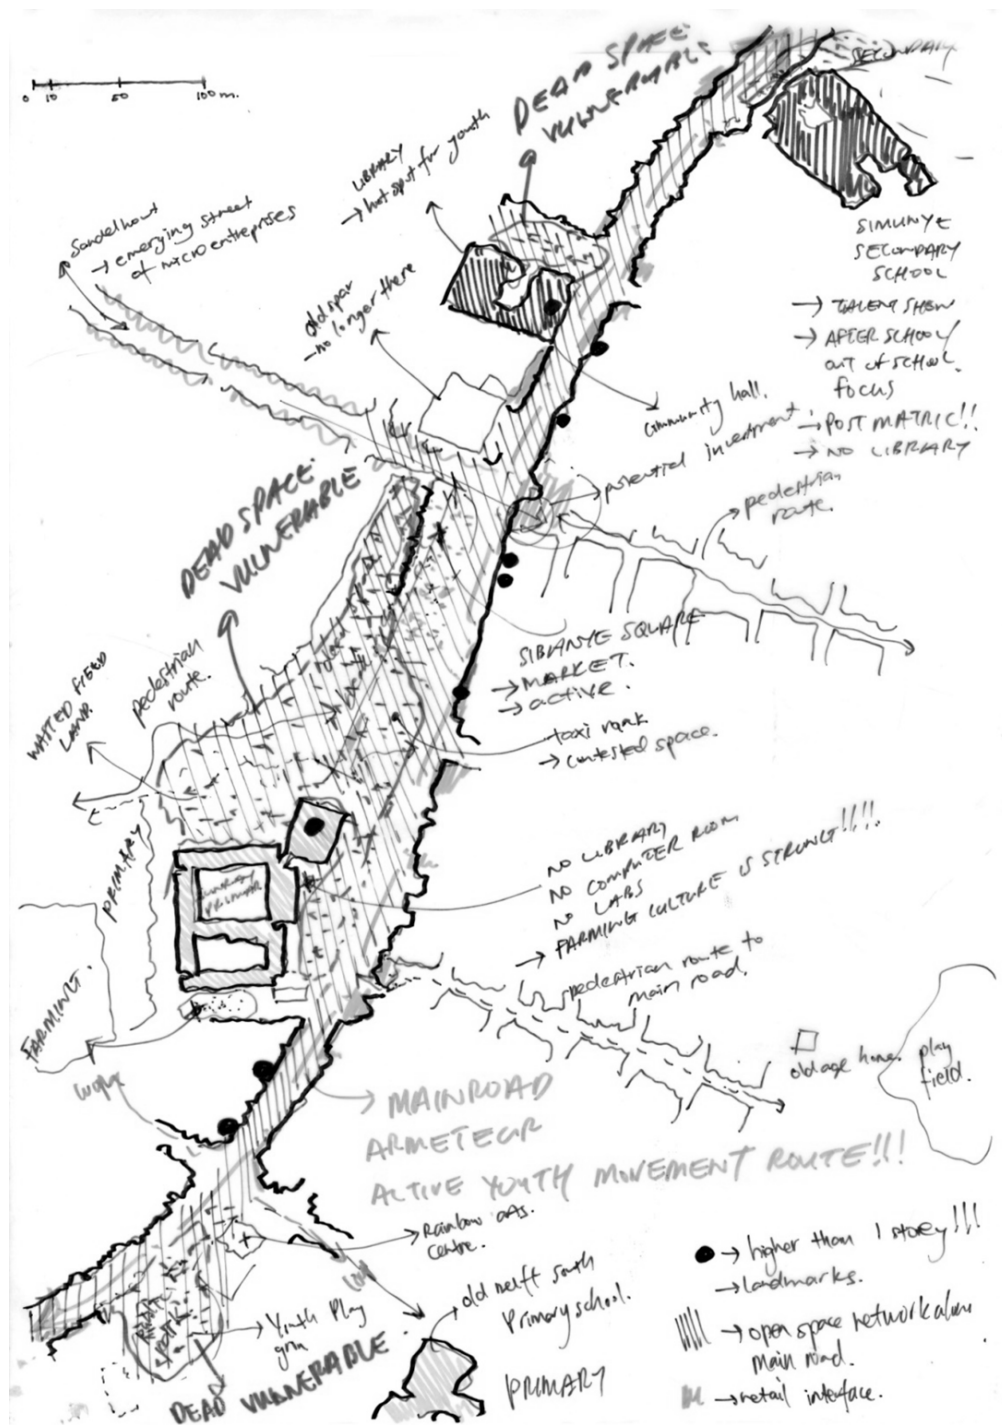 0 10 50 100 m.
DEAD SPACE
VULNERABLE
SECONDARY
LIBRARY
→ hot spot for youth
Sandelhout
→ emerging street
of micro enterprises
old spar
→ no longer there
SIMUNYE
SECONDARY
SCHOOL
→ TALENT SHOW
→ AFTER SCHOOL/
OUT OF SCHOOL.
FOCUS
→ POST MATRIC!!
→ NO LIBRARY
community hall.
potential investment
pedestrian
route.
DEAD SPACE
VULNERABLE
SIBANYE SQUARE
→ MARKET.
→ active.
taxi rank
→ contested space.
pedestrian
route.
WASTED FIELD
LAND.
PRIMARY
PRIMARY
FARMING.
NO LIBRARY
NO COMPUTER ROOM
NO LABS
→ FARMING CULTURE IS STRONG!!!!
pedestrian route to
main road.
old age home.
play
field.
→ MAINROAD
ACTIVE YOUTH MOVEMENT ROUTE!!!
Rainbow
Centre.
old delft south
Primary school.
PRIMARY
→ Youth Play
DEAD VULNERABLE
● → higher than 1 storey!!!
→ landmarks.
→ open space network along
main road.
→ retail interface.